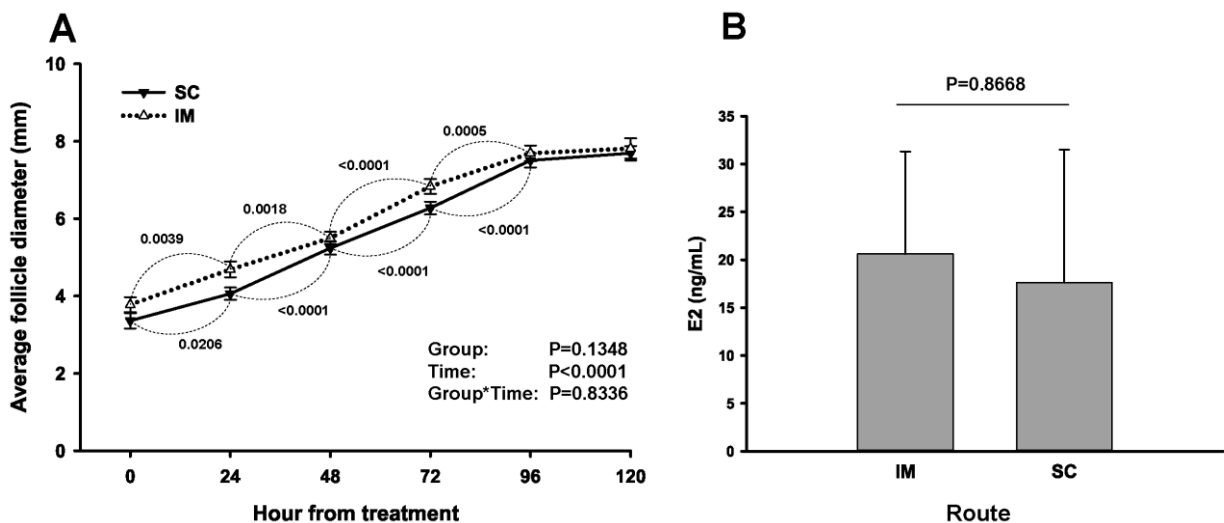 A
Average follicle diameter (mm)
10
8
6
4
2
0
SC
IM
0.0039
0.0018
<0.0001
0.0005
0.0206
<0.0001
<0.0001
<0.0001
Group: P=0.1348
Time: P<0.0001
Group*Time: P=0.8336
0 24 48 72 96 120
Hour from treatment
B
P=0.8668
E2 (ng/mL)
35
30
25
20
15
10
5
0
IM SC
Route